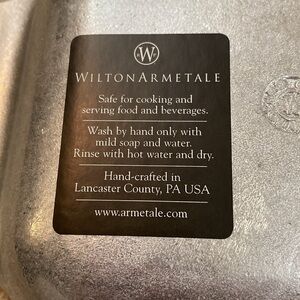 W
WILTONARMETALE
Safe for cooking and
serving food and beverages.
Wash by hand only with
mild soap and water.
Rinse with hot water and dry.
Hand-crafted in
Lancaster County, PA USA
www.armetale.com